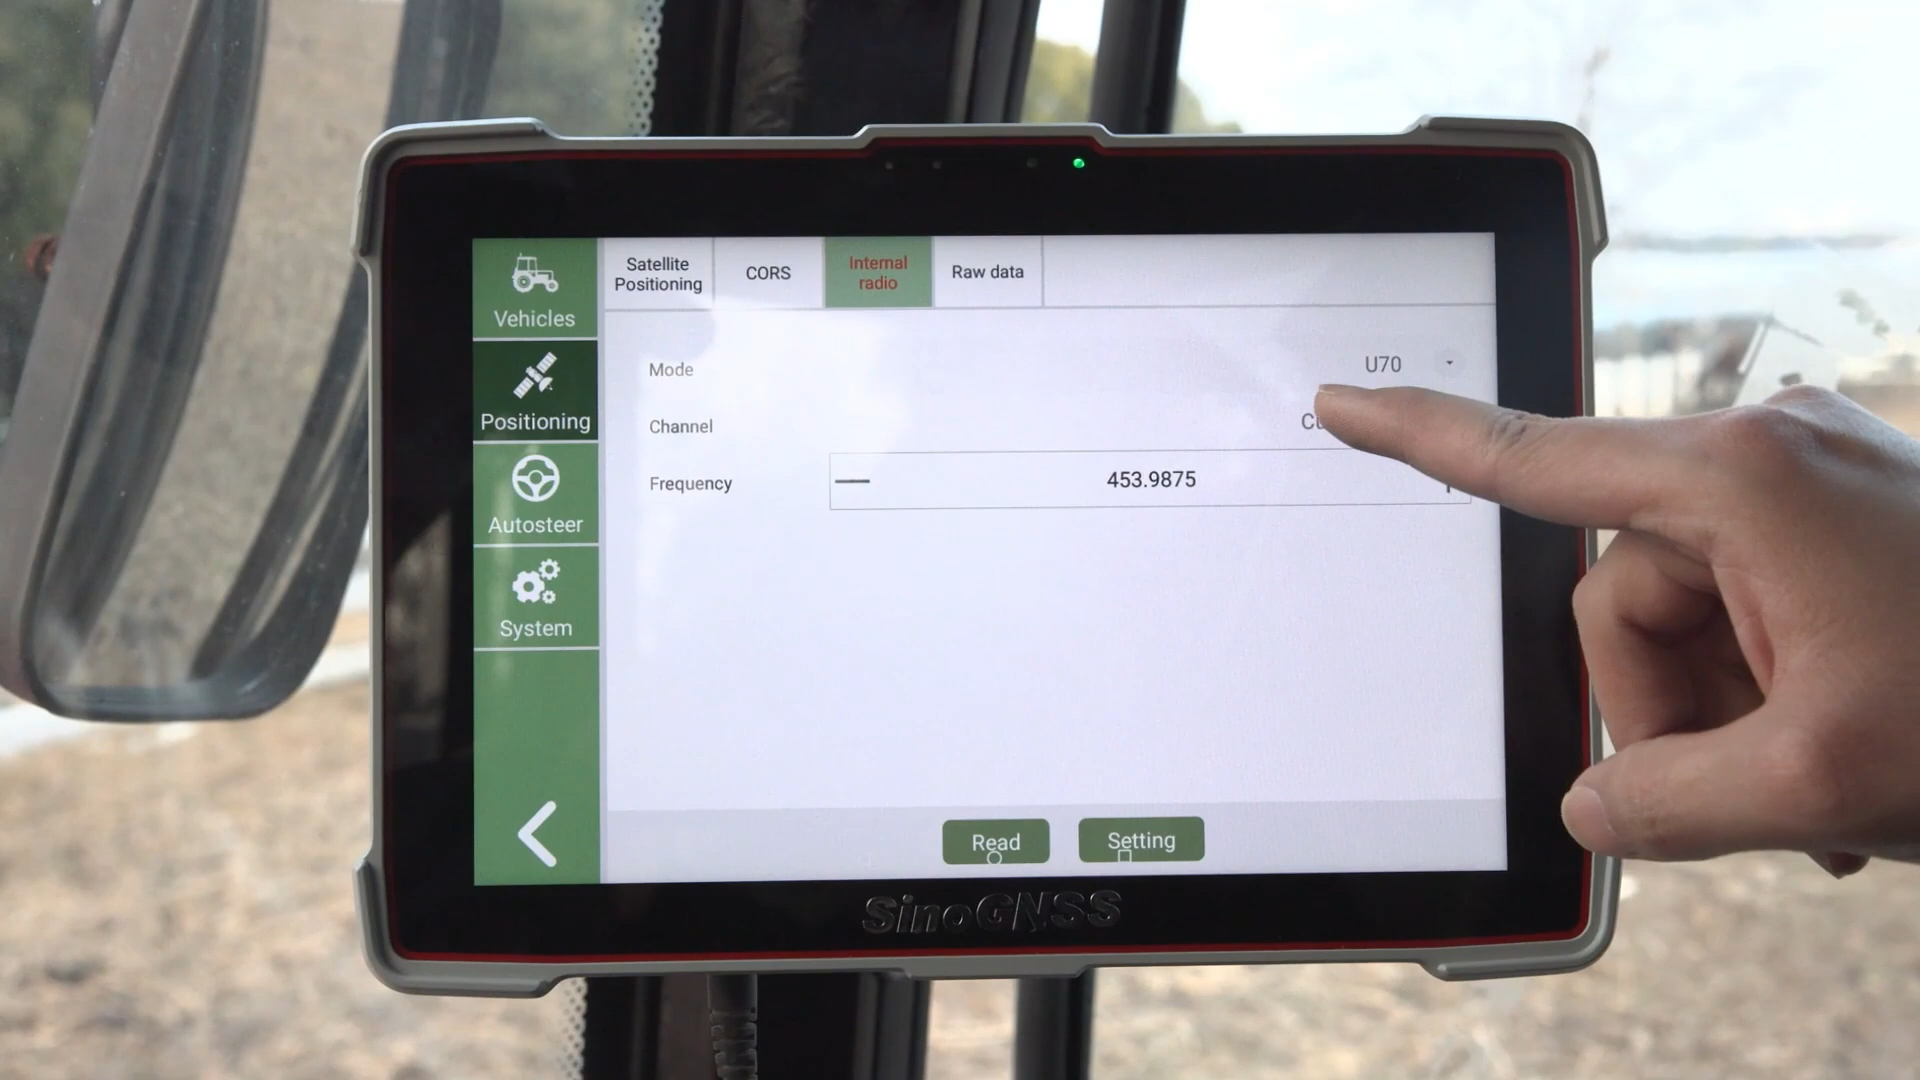 Vehicles
Positioning
Autosteer
System
Satellite
Positioning
CORS
Internal
radio
Raw data
Mode
U70
Channel
Frequency
453.9875
Read
Setting
SinoGNSS